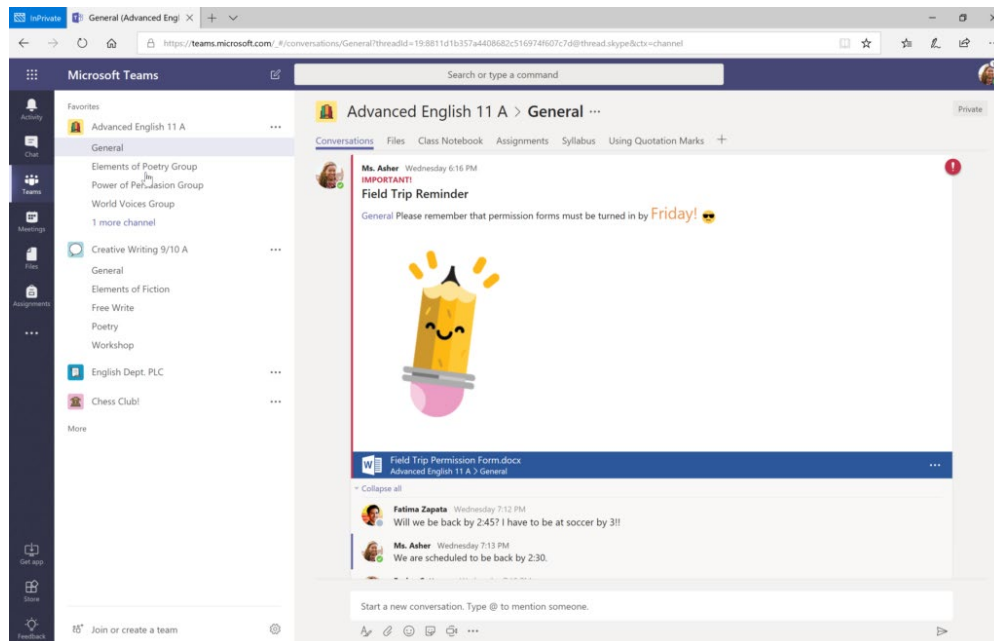 InPrivate
General (Advanced Engl
https://teams.microsoft.com/_#/conversations/General?threadId=19:8811d1b357a4408682c516974f607c7d@thread.skype&ctx=channel
Microsoft Teams
Search or type a command
Activity
Chat
Teams
Meetings
Files
Assignments
Get app
Store
Feedback
Favorites
Advanced English 11 A
General
Elements of Poetry Group
Power of Persuasion Group
World Voices Group
1 more channel
Creative Writing 9/10 A
General
Elements of Fiction
Free Write
Poetry
Workshop
English Dept. PLC
Chess Club!
More
Join or create a team
Advanced English 11 A > General
Private
Conversations Files Class Notebook Assignments Syllabus Using Quotation Marks
Ms. Asher Wednesday 6:16 PM
IMPORTANT!
Field Trip Reminder
General Please remember that permission forms must be turned in by Friday!
Field Trip Permission Form.docx
Advanced English 11 A > General
Collapse all
Fatima Zapata Wednesday 7:12 PM
Will we be back by 2:45? I have to be at soccer by 3!!
Ms. Asher Wednesday 7:13 PM
We are scheduled to be back by 2:30.
Start a new conversation. Type @ to mention someone.